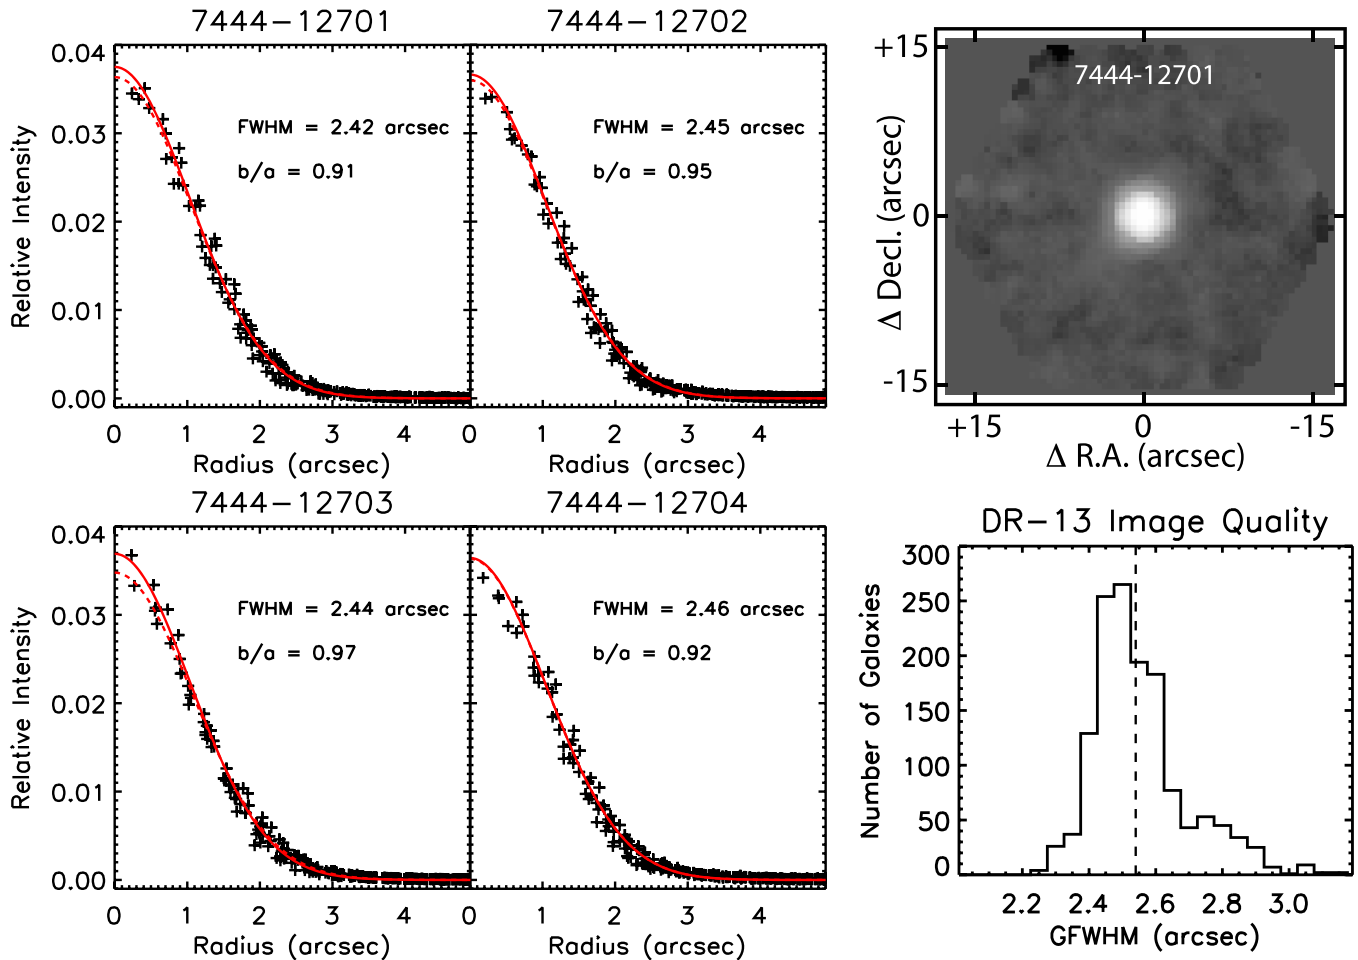 7444-12701
0.04
0.03
0.02
0.01
0.00
Relative Intensity
FWHM = 2.42 arcsec
b/a = 0.91
0 1 2 3 4
Radius (arcsec)
7444-12702
FWHM = 2.45 arcsec
b/a = 0.95
0 1 2 3 4
Radius (arcsec)
7444-12701
+15
0
-15
Δ Decl. (arcsec)
+15 0 -15
Δ R.A. (arcsec)
7444-12703
0.04
0.03
0.02
0.01
0.00
Relative Intensity
FWHM = 2.44 arcsec
b/a = 0.97
0 1 2 3 4
Radius (arcsec)
7444-12704
FWHM = 2.46 arcsec
b/a = 0.92
0 1 2 3 4
Radius (arcsec)
DR-13 Image Quality
300
250
200
150
100
50
0
Number of Galaxies
2.2 2.4 2.6 2.8 3.0
GFWHM (arcsec)